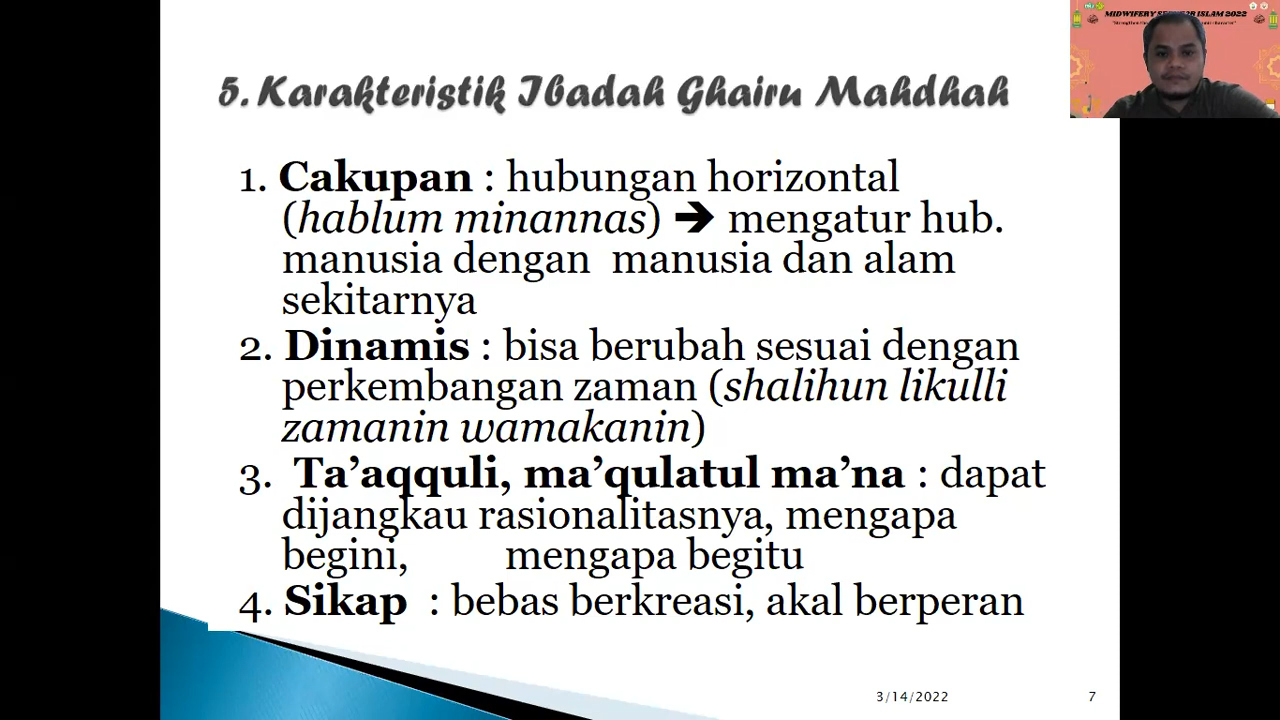 MIDWIFERY
ISLAM 2022
5. Karakteristik Ibadah Ghairu Mahdhah
1. Cakupan : hubungan horizontal
(hablum minannas) ➔ mengatur hub.
manusia dengan manusia dan alam
sekitarnya
2. Dinamis : bisa berubah sesuai dengan
perkembangan zaman (shalihun likulli
zamanin wamakanin)
3. Ta’aqquli, ma’qulatul ma’na : dapat
dijangkau rasionalitasnya, mengapa
begini, mengapa begitu
4. Sikap : bebas berkreasi, akal berperan
3/14/2022
7